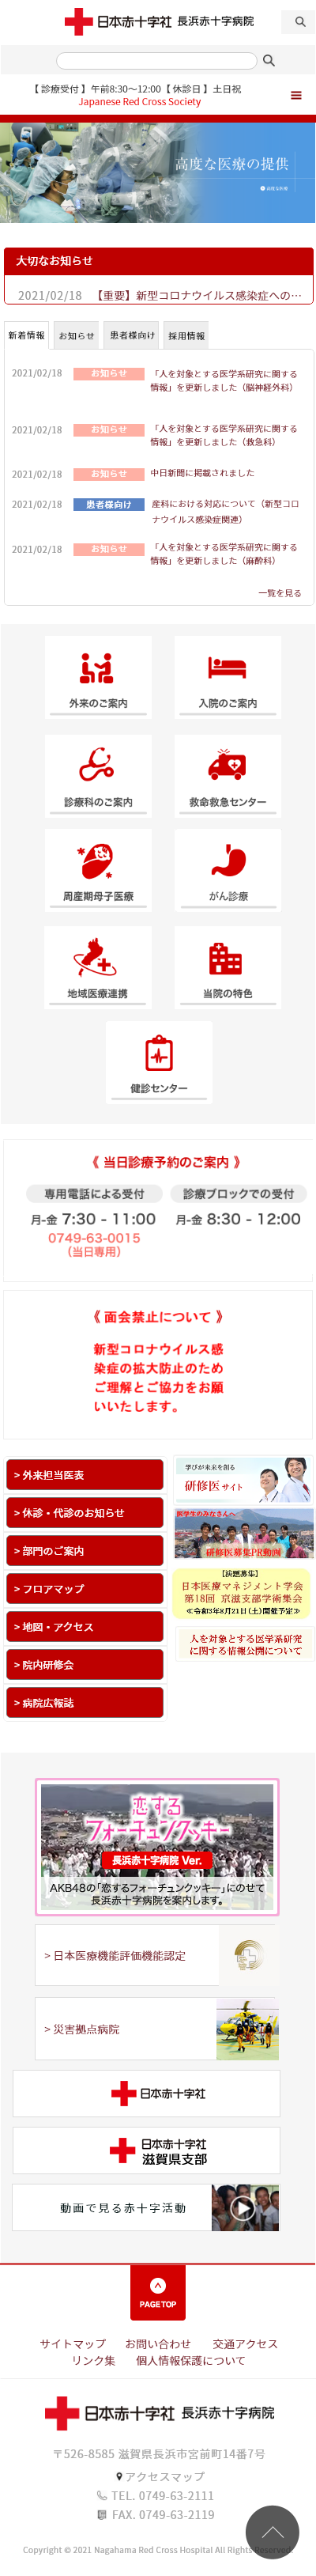 日本赤十字社 長浜赤十字病院
【診療受付】午前8:30〜12:00【休診日】土日祝
Japanese Red Cross Society
高度な医療の提供
大切なお知らせ
2021/02/18 【重要】新型コロナウイルス感染症への…
新着情報 お知らせ 患者様向け 採用情報
2021/02/18 お知らせ 「人を対象とする医学系研究に関する
情報」を更新しました（脳神経外科）
2021/02/18 お知らせ 「人を対象とする医学系研究に関する
情報」を更新しました（救急科）
2021/02/18 お知らせ 中日新聞に掲載されました
2021/02/18 患者様向け 産科における対応について（新型コロ
ナウイルス感染症関連）
2021/02/18 お知らせ 「人を対象とする医学系研究に関する
情報」を更新しました（麻酔科）
一覧を見る
外来のご案内 入院のご案内
診療科のご案内 救命救急センター
周産期母子医療 がん診療
地域医療連携 当院の特色
健診センター
《 当日診療予約のご案内 》
専用電話による受付 診療ブロックでの受付
月-金 7:30 - 11:00 月-金 8:30 - 12:00
0749-63-0015
（当日専用）
《 面会禁止について 》
新型コロナウイルス感
染症の拡大防止のため
ご理解とご協力をお願
いいたします。
> 外来担当医表
> 休診・代診のお知らせ
> 部門のご案内
> フロアマップ
> 地図・アクセス
> 院内研修会
> 病院広報誌
学びが未来を創る
研修医サイト
医学生のみなさんへ
研修医募集PR動画
【演題募集】
日本医療マネジメント学会
第18回 京滋支部学術集会
≪令和3年8月21日(土)開催予定≫
人を対象とする医学系研究
に関する情報公開について
恋する
フォーチュンクッキー
長浜赤十字病院 Ver.
AKB48の「恋するフォーチュンクッキー」にのせて
長浜赤十字病院を案内します。
> 日本医療機能評価機能認定
> 災害拠点病院
日本赤十字社
日本赤十字社
滋賀県支部
動画で見る赤十字活動
PAGE TOP
サイトマップ お問い合わせ 交通アクセス
リンク集 個人情報保護について
日本赤十字社 長浜赤十字病院
〒526-8585 滋賀県長浜市宮前町14番7号
アクセスマップ
TEL. 0749-63-2111
FAX. 0749-63-2119
Copyright © 2021 Nagahama Red Cross Hospital All Rights Reserved.